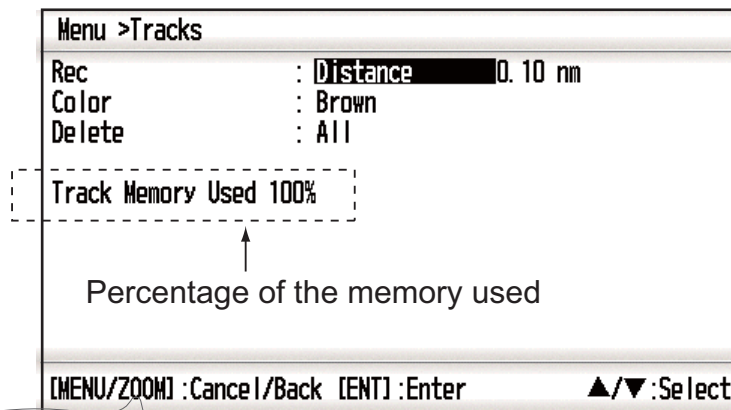 Menu >Tracks
Rec : Distance 0.10 nm
Color : Brown
Delete : All
Track Memory Used 100%
Percentage of the memory used
[MENU/ZOOM]:Cancel/Back [ENT]:Enter ▲/▼:Select